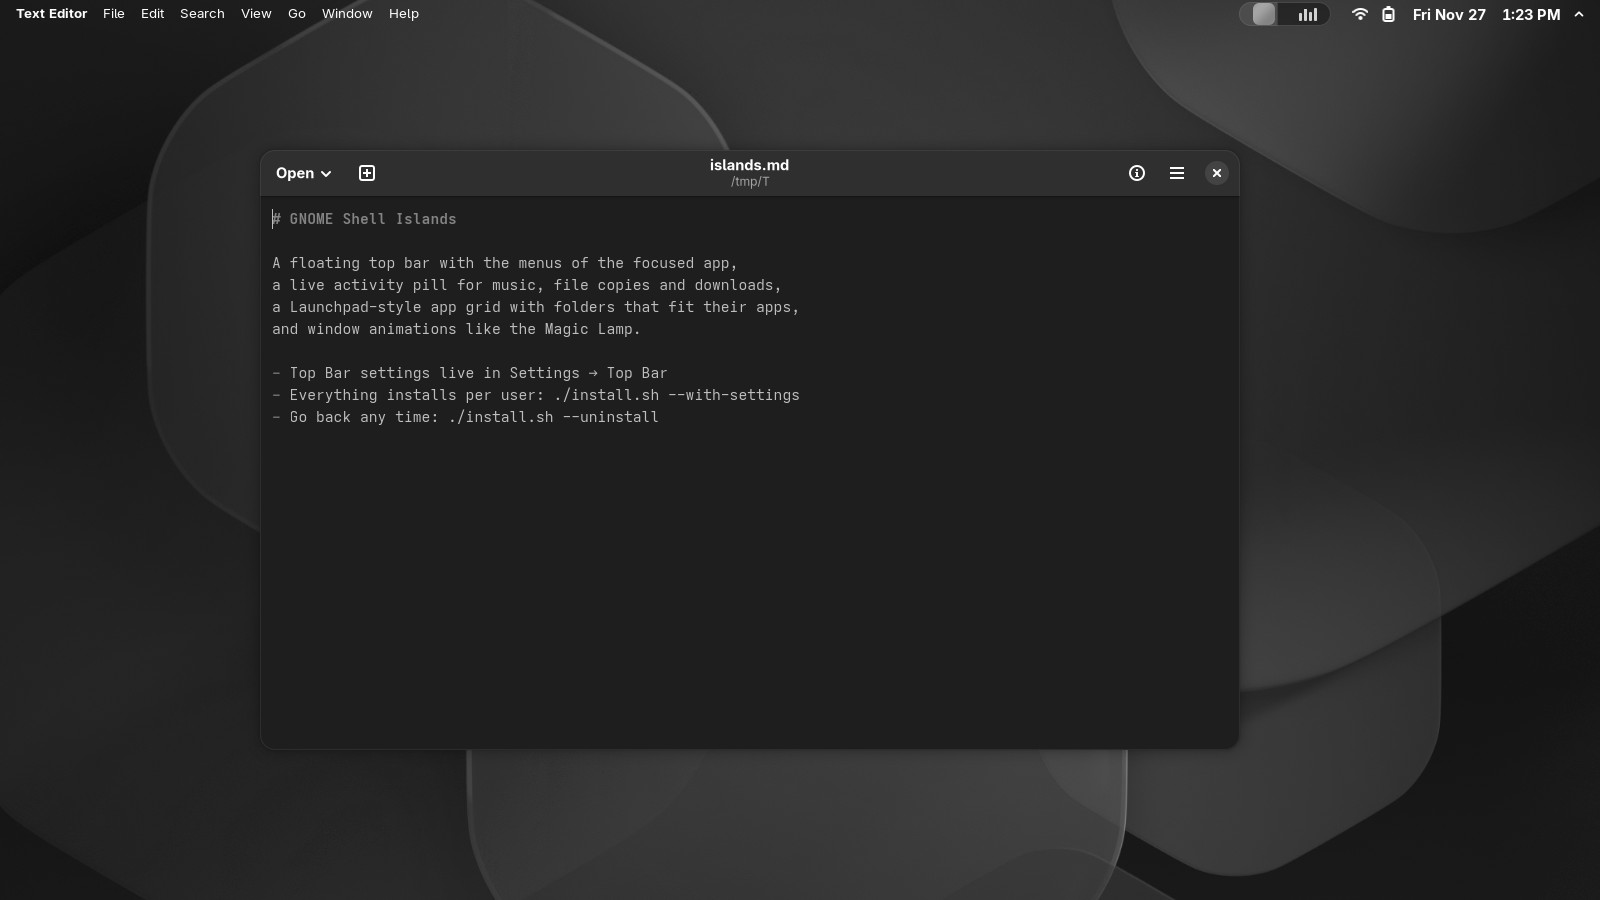 Text Editor File Edit Search View Go Window Help
Fri Nov 27 1:23 PM
Open
islands.md
/tmp/T
# GNOME Shell Islands
A floating top bar with the menus of the focused app,
a live activity pill for music, file copies and downloads,
a Launchpad-style app grid with folders that fit their apps,
and window animations like the Magic Lamp.
- Top Bar settings live in Settings → Top Bar
- Everything installs per user: ./install.sh --with-settings
- Go back any time: ./install.sh --uninstall